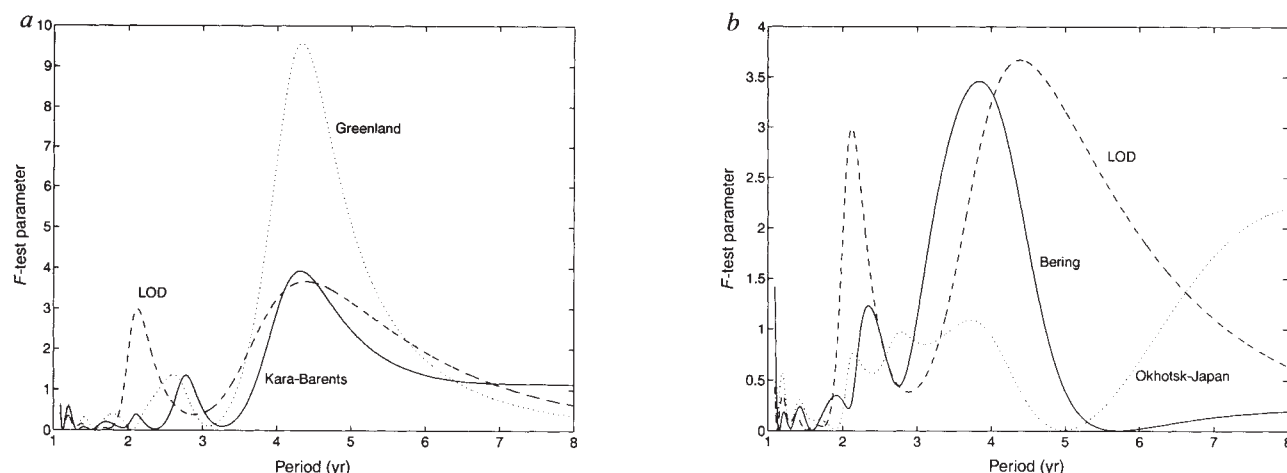 a
10
9
8
7
6
5
4
3
2
1
0
F-test parameter
Greenland
LOD
Kara-Barents
1 2 3 4 5 6 7 8
Period (yr)
b
4
3.5
3
2.5
2
1.5
1
0.5
0
F-test parameter
LOD
Bering
Okhotsk-Japan
1 2 3 4 5 6 7 8
Period (yr)